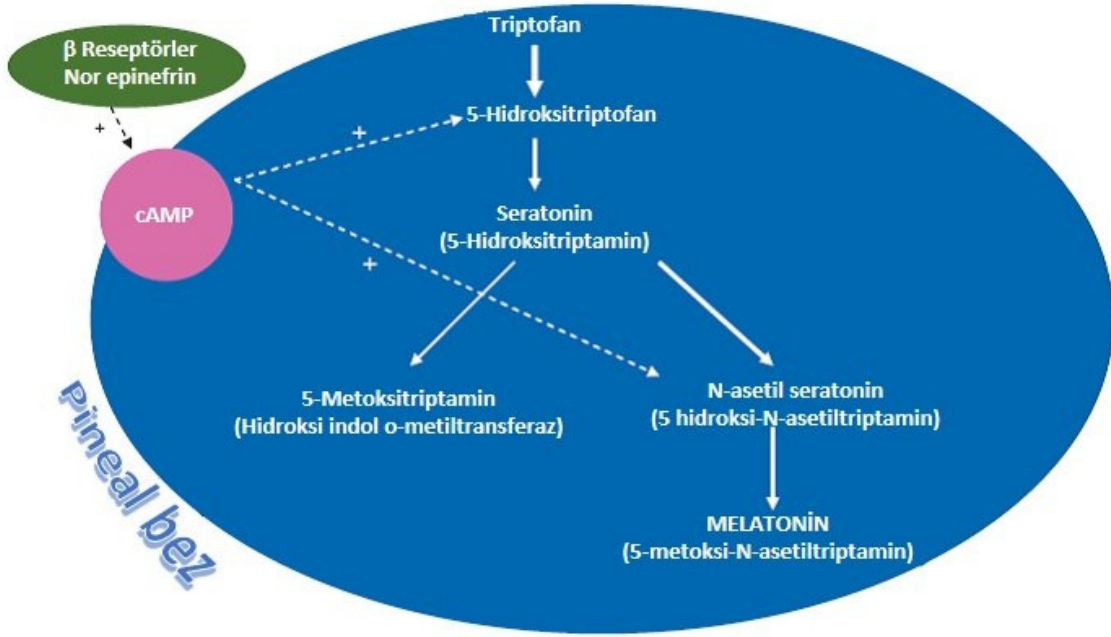 Triptofan
β Reseptörler
Nor epinefrin
+
5-Hidroksitriptofan
+
cAMP
Seratonin
(5-Hidroksitriptamin)
+
5-Metoksitriptamin
(Hidroksi indol o-metiltransferaz)
N-asetil seratonin
(5 hidroksi-N-asetiltriptamin)
Pineal bez
MELATONİN
(5-metoksi-N-asetiltriptamin)